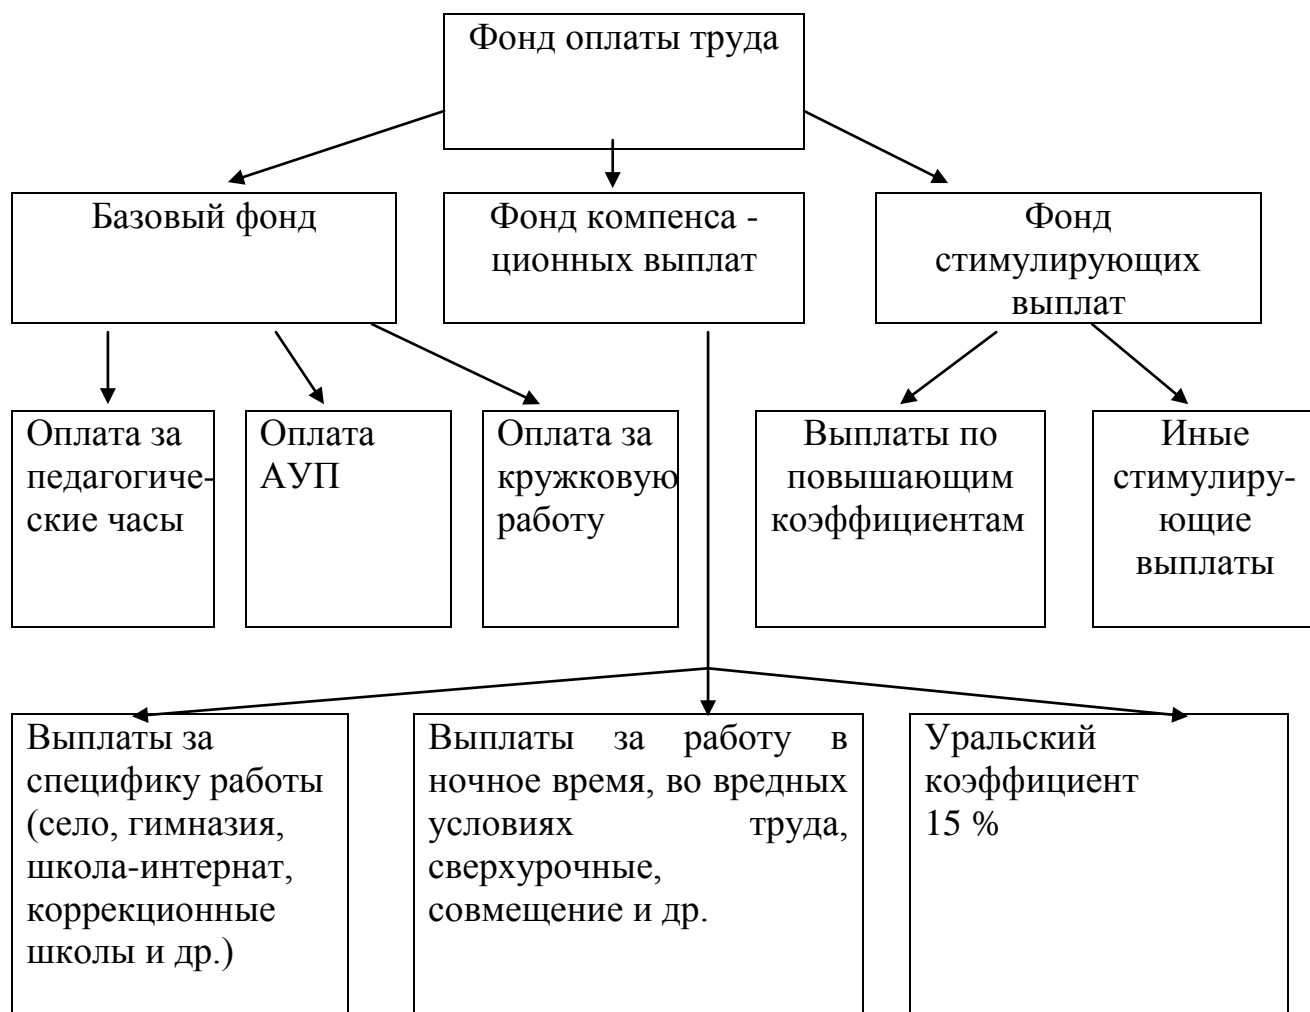 Фонд оплаты труда
Базовый фонд
Фонд компенса -
ционных выплат
Фонд
стимулирующих
выплат
Оплата за
педагогиче-
ские часы
Оплата
АУП
Оплата за
кружковую
работу
Выплаты по
повышающим
коэффициентам
Иные
стимулиру-
ющие
выплаты
Выплаты за
специфику работы
(село, гимназия,
школа-интернат,
коррекционные
школы и др.)
Выплаты за работу в
ночное время, во вредных
условиях труда,
сверхурочные,
совмещение и др.
Уральский
коэффициент
15 %